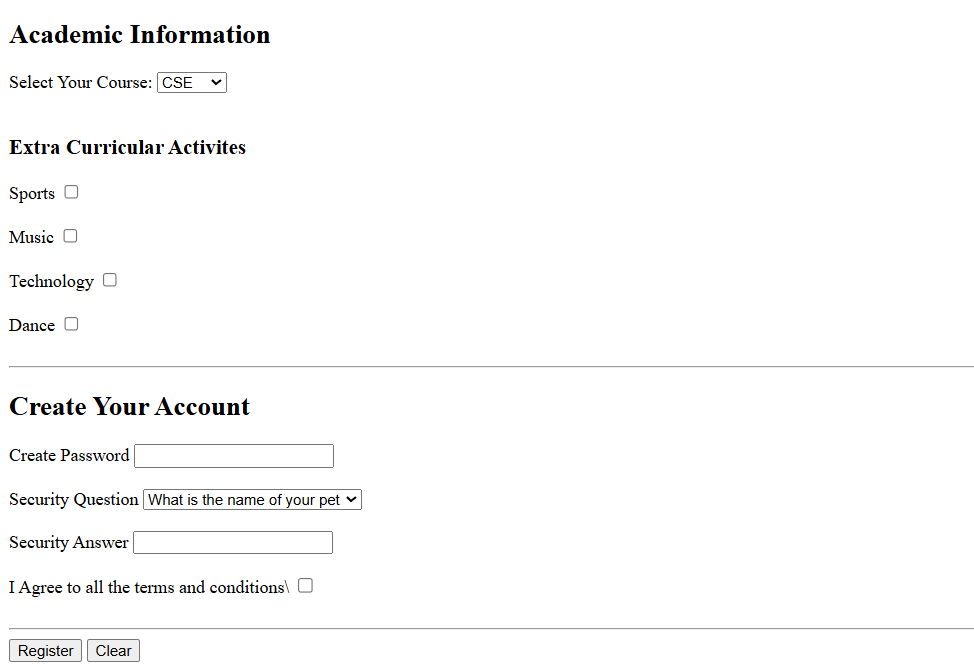 Academic Information
Select Your Course: CSE
Extra Curricular Activites
Sports
Music
Technology
Dance
Create Your Account
Create Password
Security Question What is the name of your pet
Security Answer
I Agree to all the terms and conditions\
Register Clear